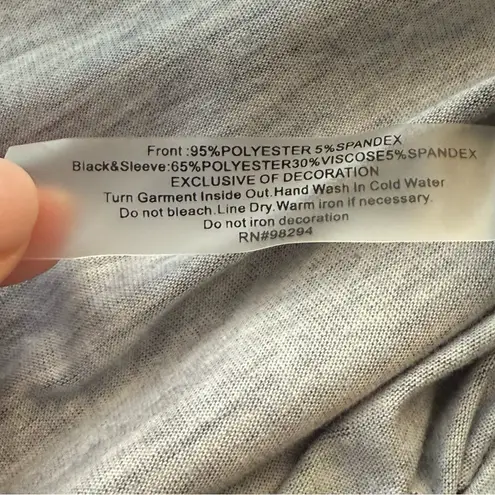 Front :95%POLYESTER 5%SPANDEX
Black&Sleeve:65%POLYESTER30%VISCOSE5%SPANDEX
EXCLUSIVE OF DECORATION
Turn Garment Inside Out.Hand Wash In Cold Water
Do not bleach.Line Dry.Warm iron if necessary.
Do not iron decoration
RN#98294